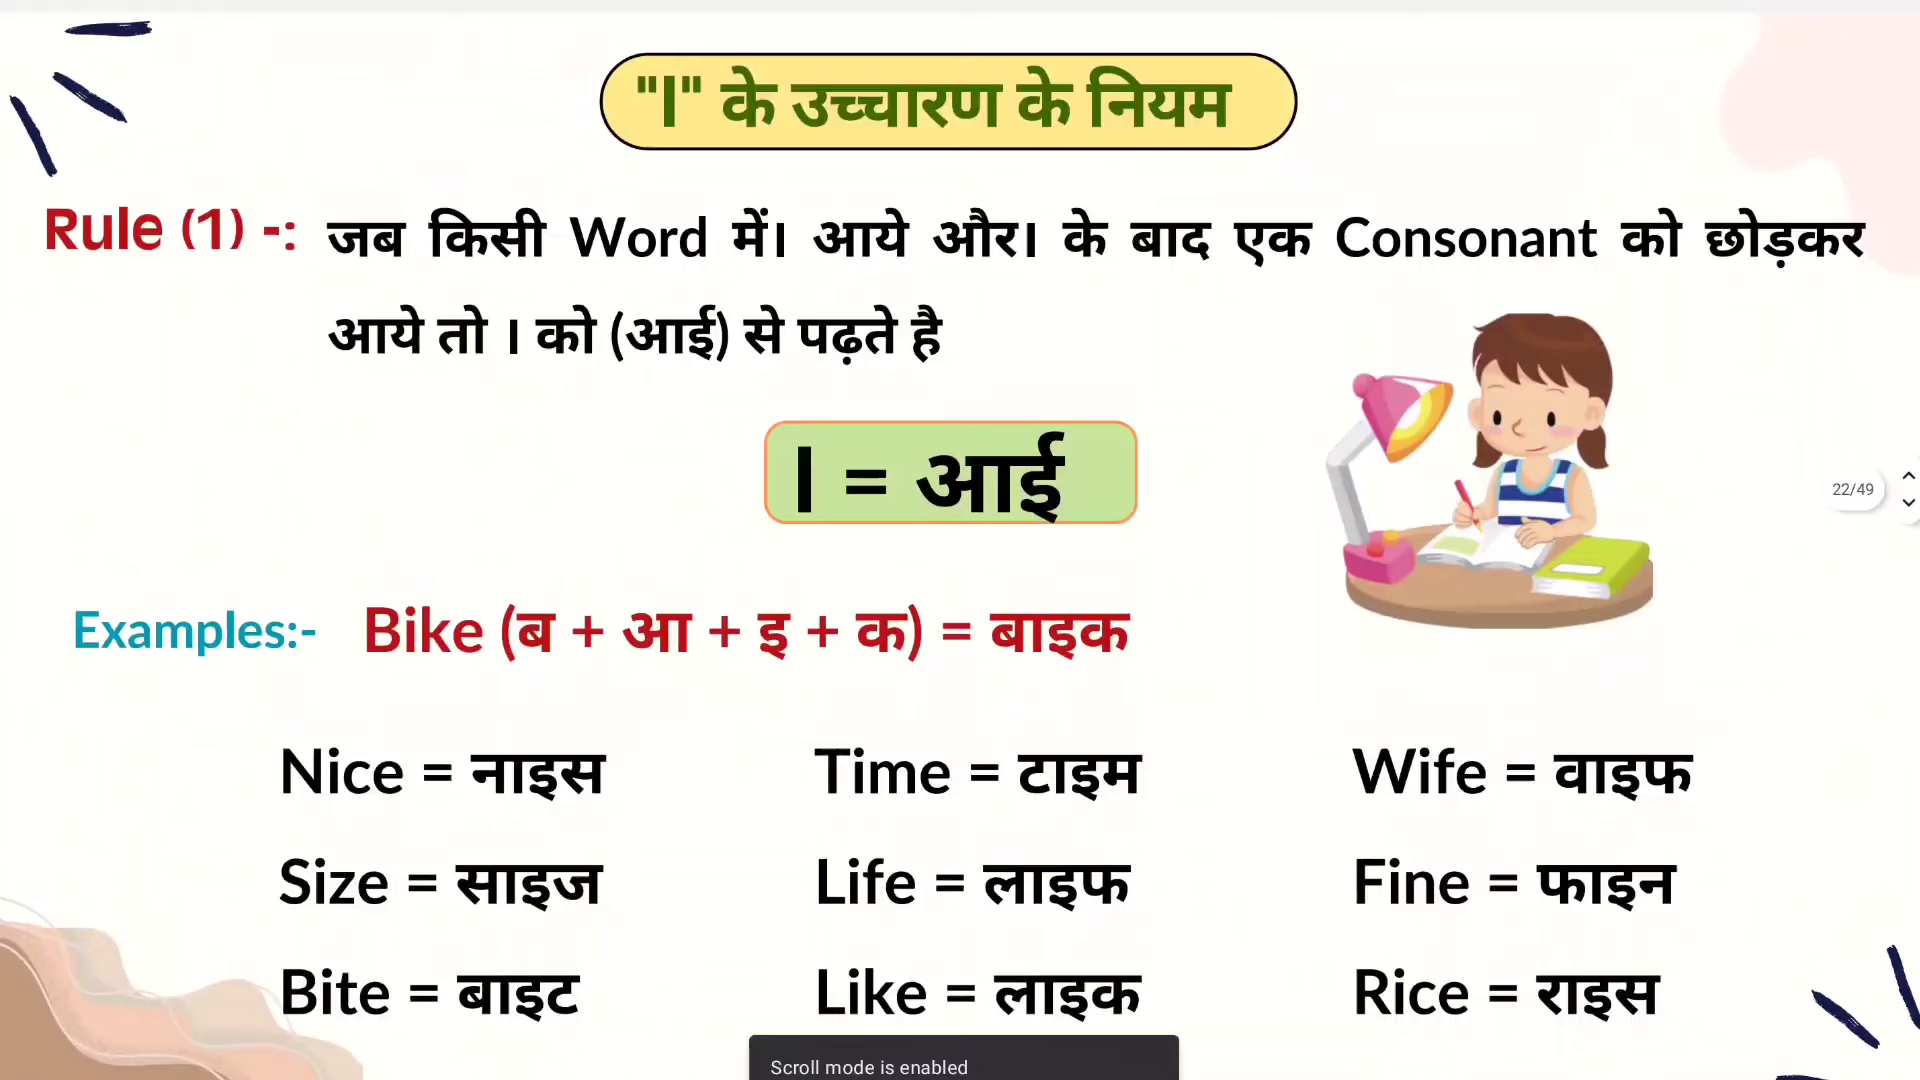 "I" के उच्चारण के नियम
Rule (1) -: जब किसी Word में। आये और। के बाद एक Consonant को छोड़कर
आये तो । को (आई) से पढ़ते है
I = आई
22/49
Examples:- Bike (ब + आ + इ + क) = बाइक
Nice = नाइस Time = टाइम Wife = वाइफ
Size = साइज Life = लाइफ Fine = फाइन
Bite = बाइट Like = लाइक Rice = राइस
Scroll mode is enabled